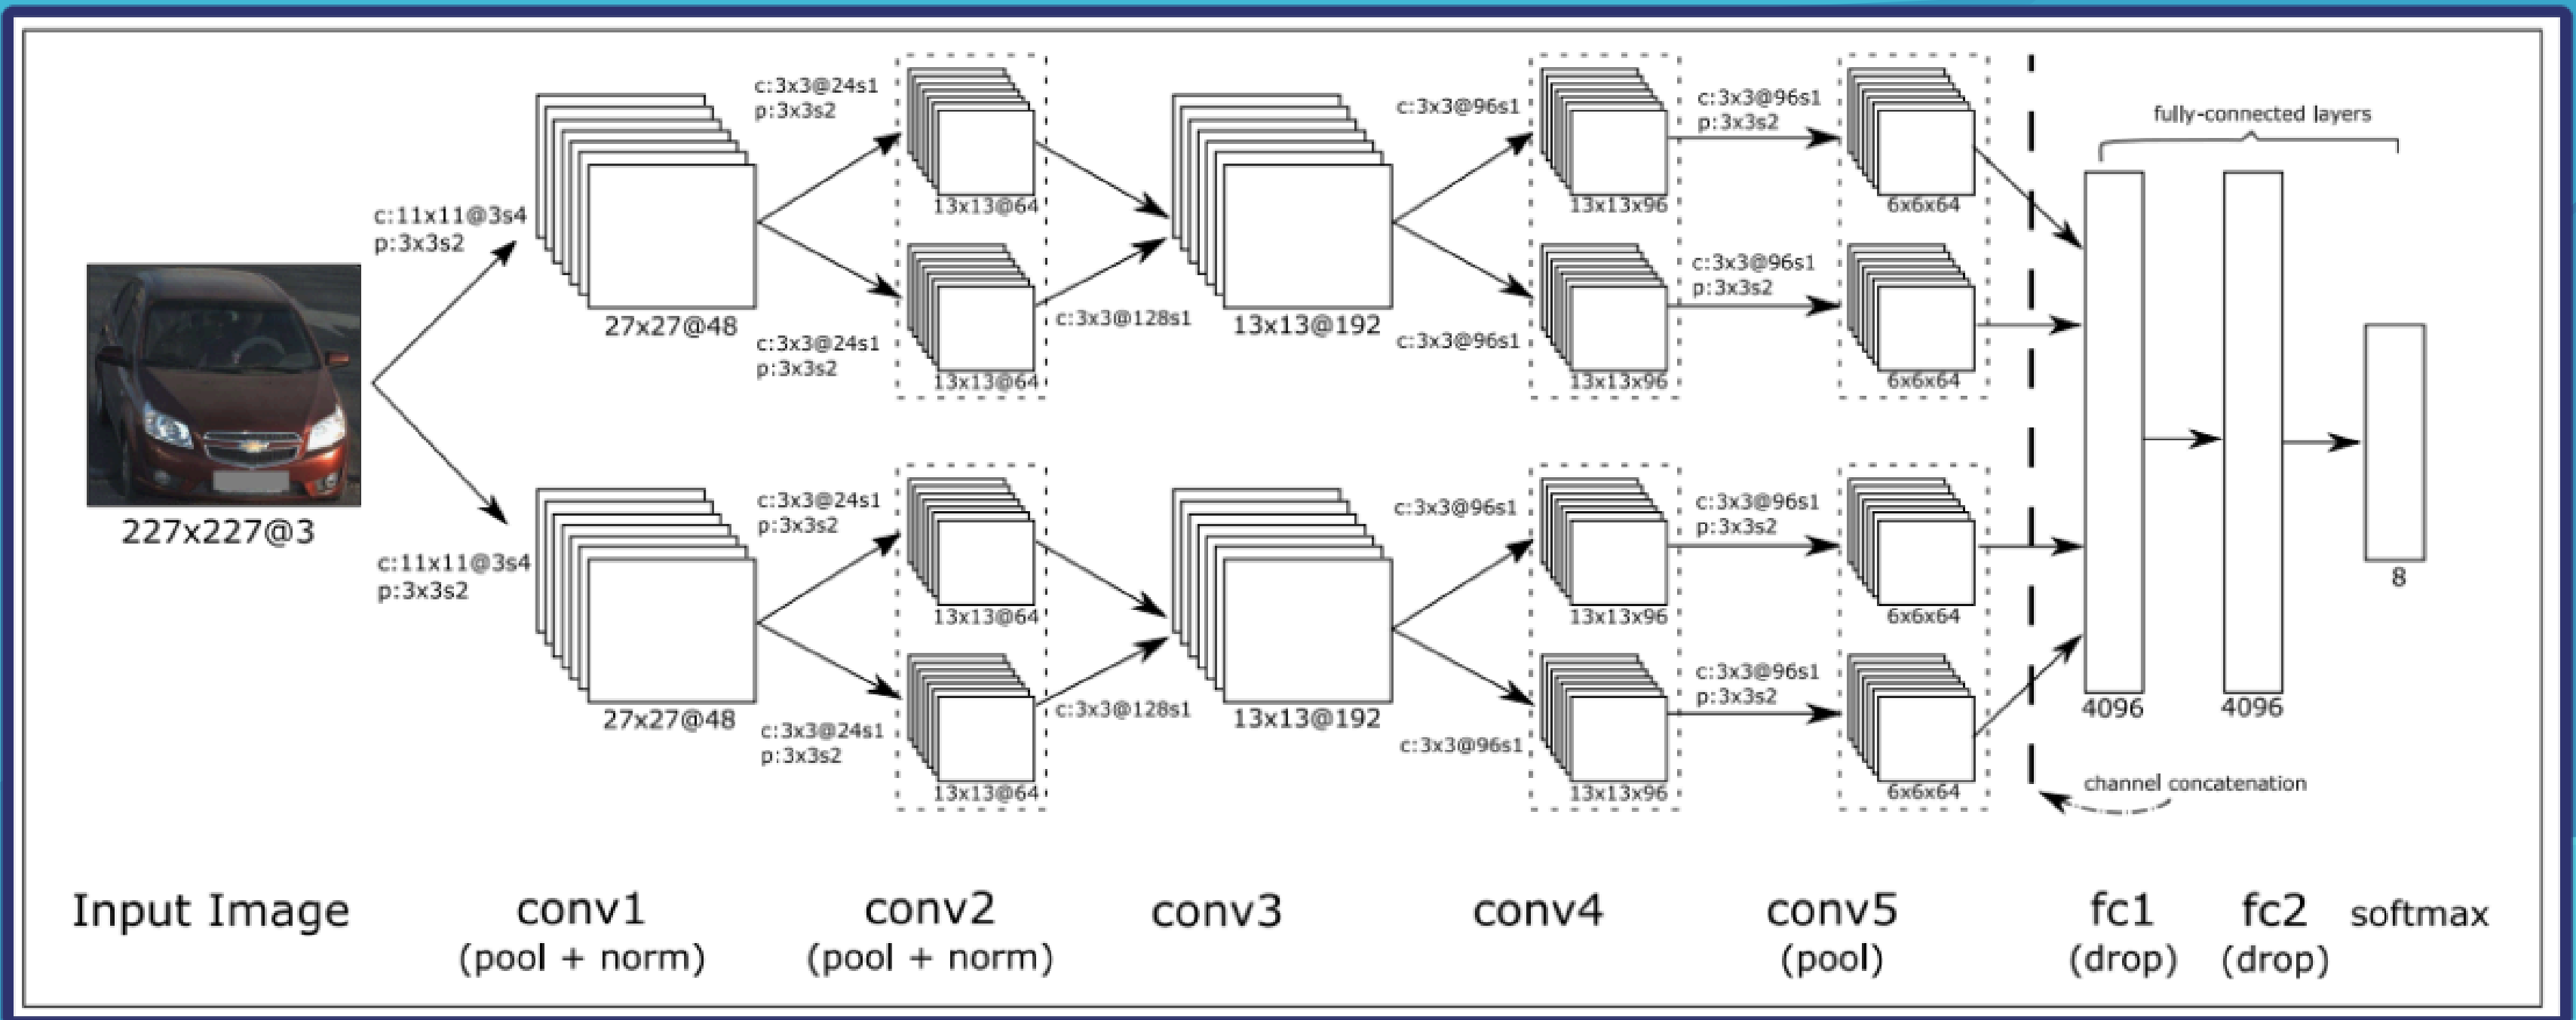 c:11x11@3s4
p:3x3s2
227x227@3
c:11x11@3s4
p:3x3s2
27x27@48
27x27@48
c:3x3@24s1
p:3x3s2
c:3x3@24s1
p:3x3s2
c:3x3@24s1
p:3x3s2
c:3x3@24s1
p:3x3s2
13x13@64
13x13@64
13x13@64
13x13@64
c:3x3@128s1
c:3x3@128s1
13x13@192
13x13@192
c:3x3@96s1
c:3x3@96s1
c:3x3@96s1
c:3x3@96s1
13x13x96
13x13x96
13x13x96
13x13x96
c:3x3@96s1
p:3x3s2
c:3x3@96s1
p:3x3s2
c:3x3@96s1
p:3x3s2
c:3x3@96s1
p:3x3s2
6x6x64
6x6x64
6x6x64
6x6x64
fully-connected layers
4096
4096
8
channel concatenation
Input Image
conv1
(pool + norm)
conv2
(pool + norm)
conv3
conv4
conv5
(pool)
fc1
(drop)
fc2
(drop)
softmax